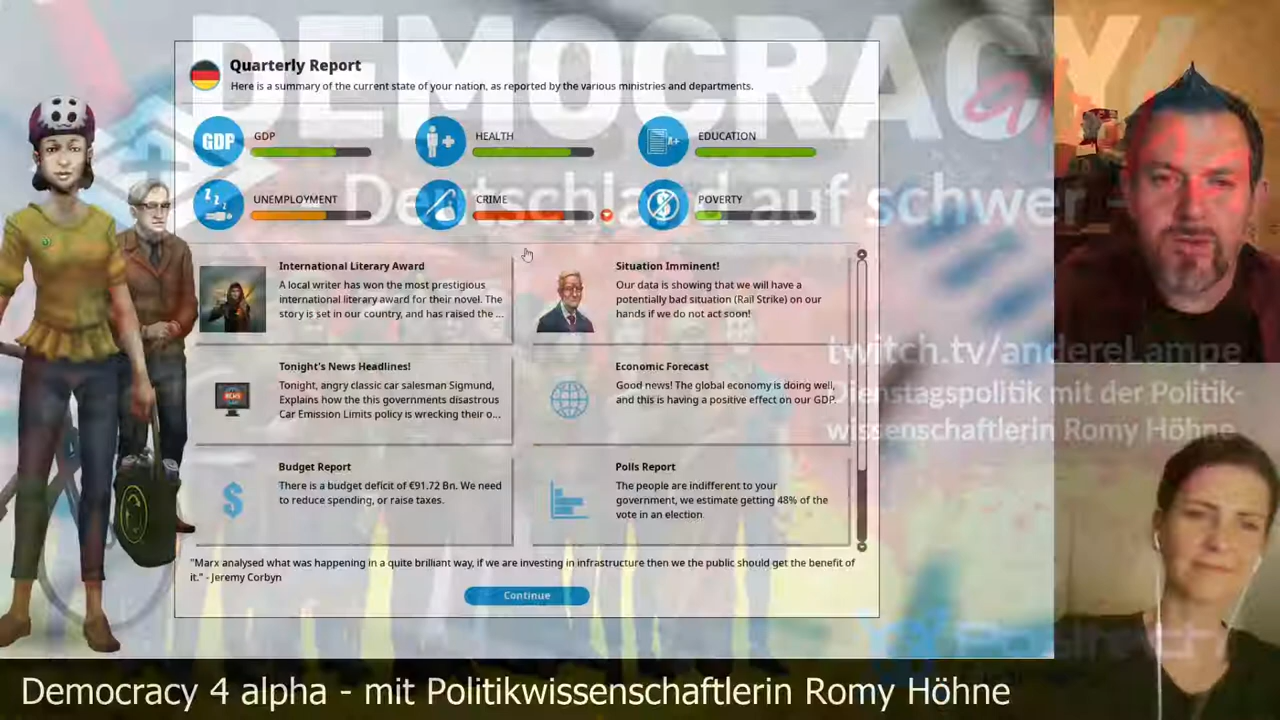 DEMOCRACY
Quarterly Report
Here is a summary of the current state of your nation, as reported by the various ministries and departments.
GDP
GDP
HEALTH
EDUCATION
A+
UNEMPLOYMENT
CRIME
POVERTY
- Deutschland auf schwer -
International Literary Award
A local writer has won the most prestigious
international literary award for their novel. The
story is set in our country, and has raised the ...
Situation Imminent!
Our data is showing that we will have a
potentially bad situation (Rail Strike) on our
hands if we do not act soon!
twitch.tv/andereLampe
Dienstagspolitik mit der Politik-
wissenschaftlerin Romy Höhne
Tonight's News Headlines!
NEWS
Tonight, angry classic car salesman Sigmund,
Explains how the this governments disastrous
Car Emission Limits policy is wrecking their o...
Economic Forecast
Good news! The global economy is doing well,
and this is having a positive effect on our GDP.
Budget Report
There is a budget deficit of €91.72 Bn. We need
to reduce spending, or raise taxes.
Polls Report
The people are indifferent to your
government, we estimate getting 48% of the
vote in an election.
"Marx analysed what was happening in a quite brilliant way, if we are investing in infrastructure then we the public should get the benefit of
it." - Jeremy Corbyn
Continue
Democracy 4 alpha - mit Politikwissenschaftlerin Romy Höhne